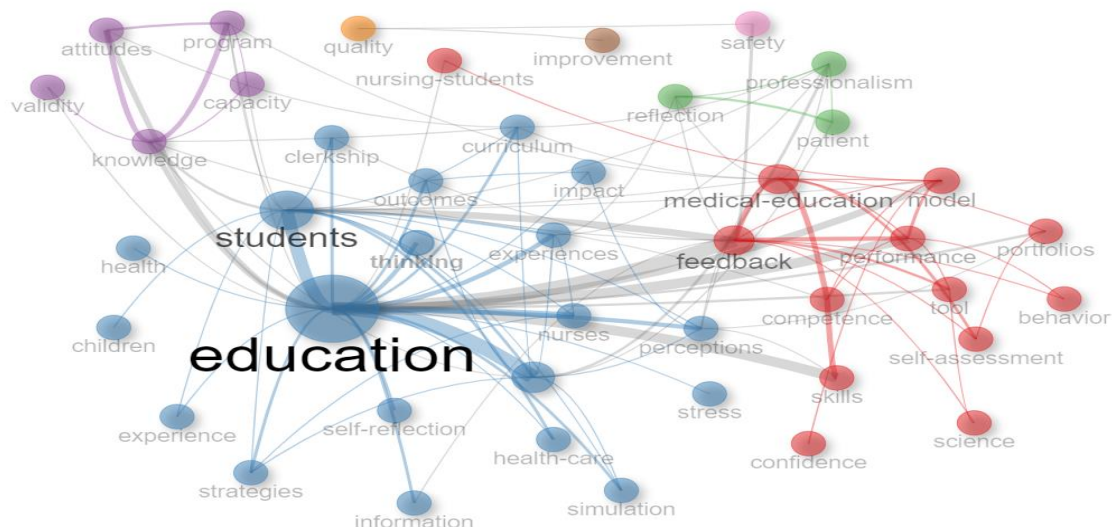 attitudes
program
quality
improvement
safety
nursing-students
professionalism
validity
capacity
reflection
patient
knowledge
clerkship
curriculum
outcomes
impact
medical-education
model
students
thinking
experiences
feedback
performance
portfolios
health
education
nurses
perceptions
competence
tool
behavior
children
self-assessment
stress
skills
experience
self-reflection
health-care
confidence
science
strategies
information
simulation